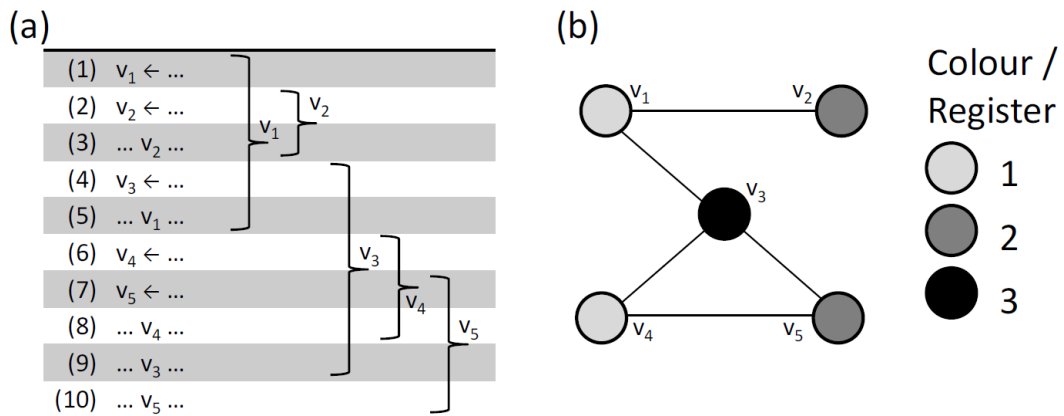 (a)
(1) v₁ ← ...
(2) v₂ ← ...
(3) ... v₂ ...
(4) v₃ ← ...
(5) ... v₁ ...
(6) v₄ ← ...
(7) v₅ ← ...
(8) ... v₄ ...
(9) ... v₃ ...
(10) ... v₅ ...
v₁
v₂
v₃
v₄
v₅
(b)
v₁
v₂
v₃
v₄
v₅
Colour /
Register
1
2
3